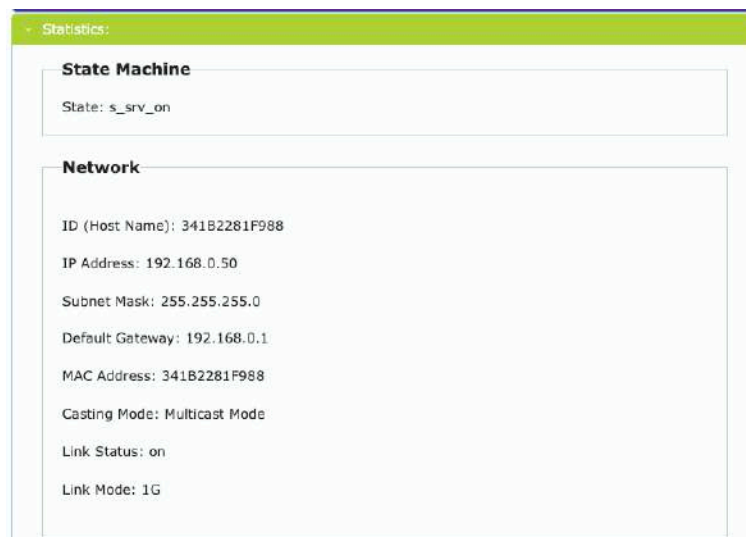 Statistics:
State Machine
State: s_srv_on
Network
ID (Host Name): 341B2281F988
IP Address: 192.168.0.50
Subnet Mask: 255.255.255.0
Default Gateway: 192.168.0.1
MAC Address: 341B2281F988
Casting Mode: Multicast Mode
Link Status: on
Link Mode: 1G